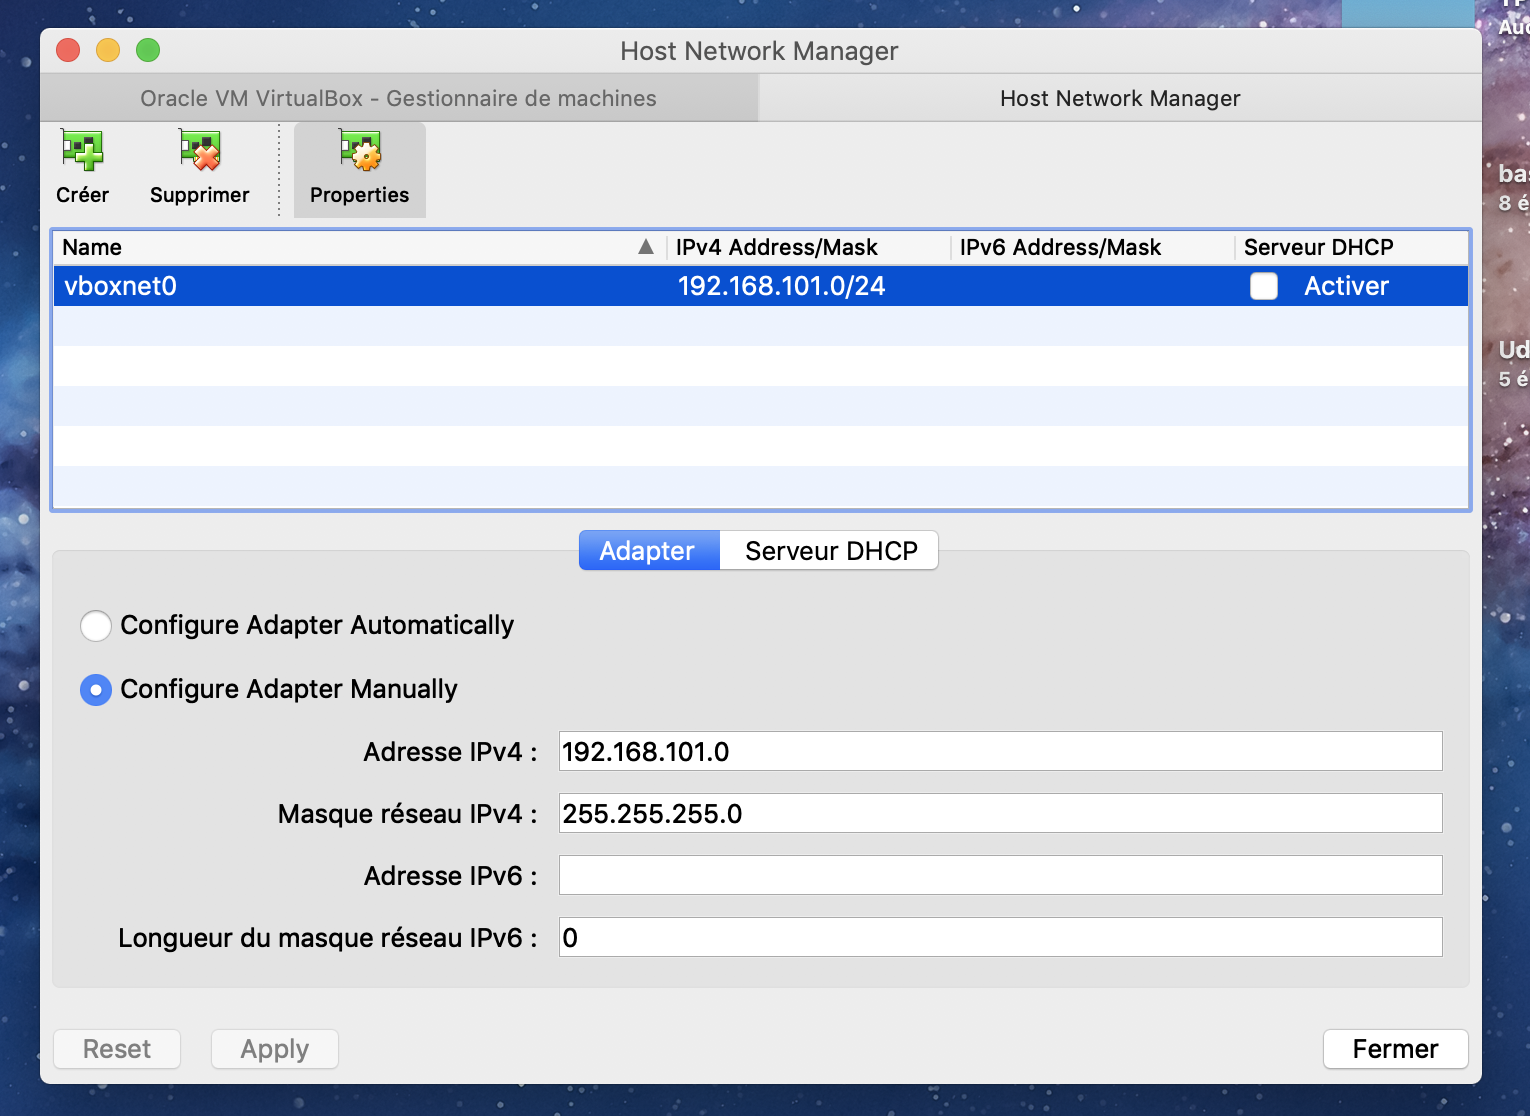 Host Network Manager
Oracle VM VirtualBox - Gestionnaire de machines
Host Network Manager
Créer
Supprimer
Properties
Name
IPv4 Address/Mask
IPv6 Address/Mask
Serveur DHCP
vboxnet0
192.168.101.0/24
Activer
Adapter
Serveur DHCP
Configure Adapter Automatically
Configure Adapter Manually
Adresse IPv4 :
192.168.101.0
Masque réseau IPv4 :
255.255.255.0
Adresse IPv6 :
Longueur du masque réseau IPv6 :
0
Reset
Apply
Fermer
8 é
Ud
5 é